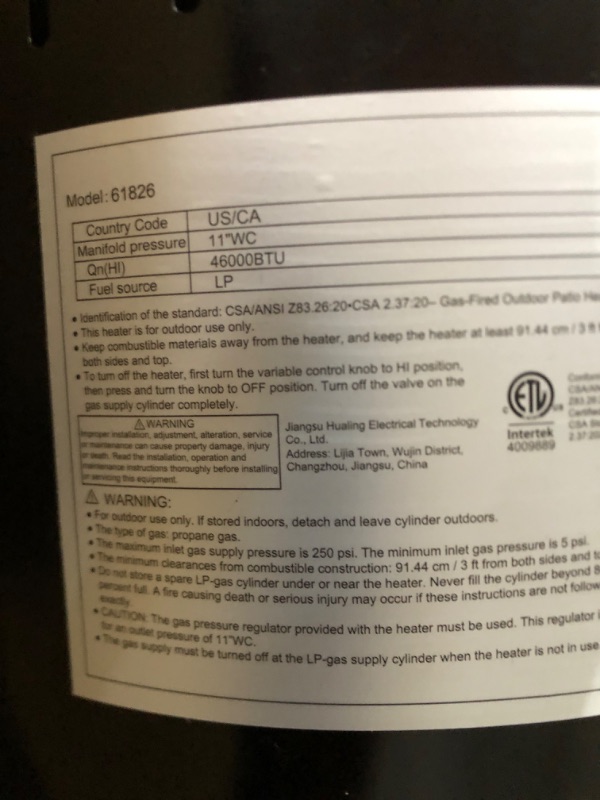 Model: 61826
Country Code US/CA
Manifold pressure 11"WC
Qn(HI) 46000BTU
Fuel source LP
• Identification of the standard: CSA/ANSI Z83.26:20•CSA 2.37:20– Gas-Fired Outdoor Patio
• This heater is for outdoor use only.
• Keep combustible materials away from the heater, and keep the heater at least 91.44 cm / 3 ft
both sides and top.
• To turn off the heater, first turn the variable control knob to HI position,
then press and turn the knob to OFF position. Turn off the valve on the
gas supply cylinder completely.
⚠WARNING
Improper installation, adjustment, alteration, service
or maintenance can cause property damage, injury
or death. Read the installation, operation and
maintenance instructions thoroughly before installing
or servicing this equipment.
Jiangsu Hualing Electrical Technology
Co., Ltd.
Address: Lijia Town, Wujin District,
Changzhou, Jiangsu, China
c ETL us
Intertek
4009889
⚠ WARNING:
• For outdoor use only. If stored indoors, detach and leave cylinder outdoors.
• The type of gas: propane gas.
• The maximum inlet gas supply pressure is 250 psi. The minimum inlet gas pressure is 5 psi.
• The minimum clearances from combustible construction: 91.44 cm / 3 ft from both sides and
• Do not store a spare LP-gas cylinder under or near the heater. Never fill the cylinder beyond 8
percent full. A fire causing death or serious injury may occur if these instructions are not follow
exactly.
• CAUTION: The gas pressure regulator provided with the heater must be used. This regulator
for an outlet pressure of 11"WC.
• The gas supply must be turned off at the LP-gas supply cylinder when the heater is not in use